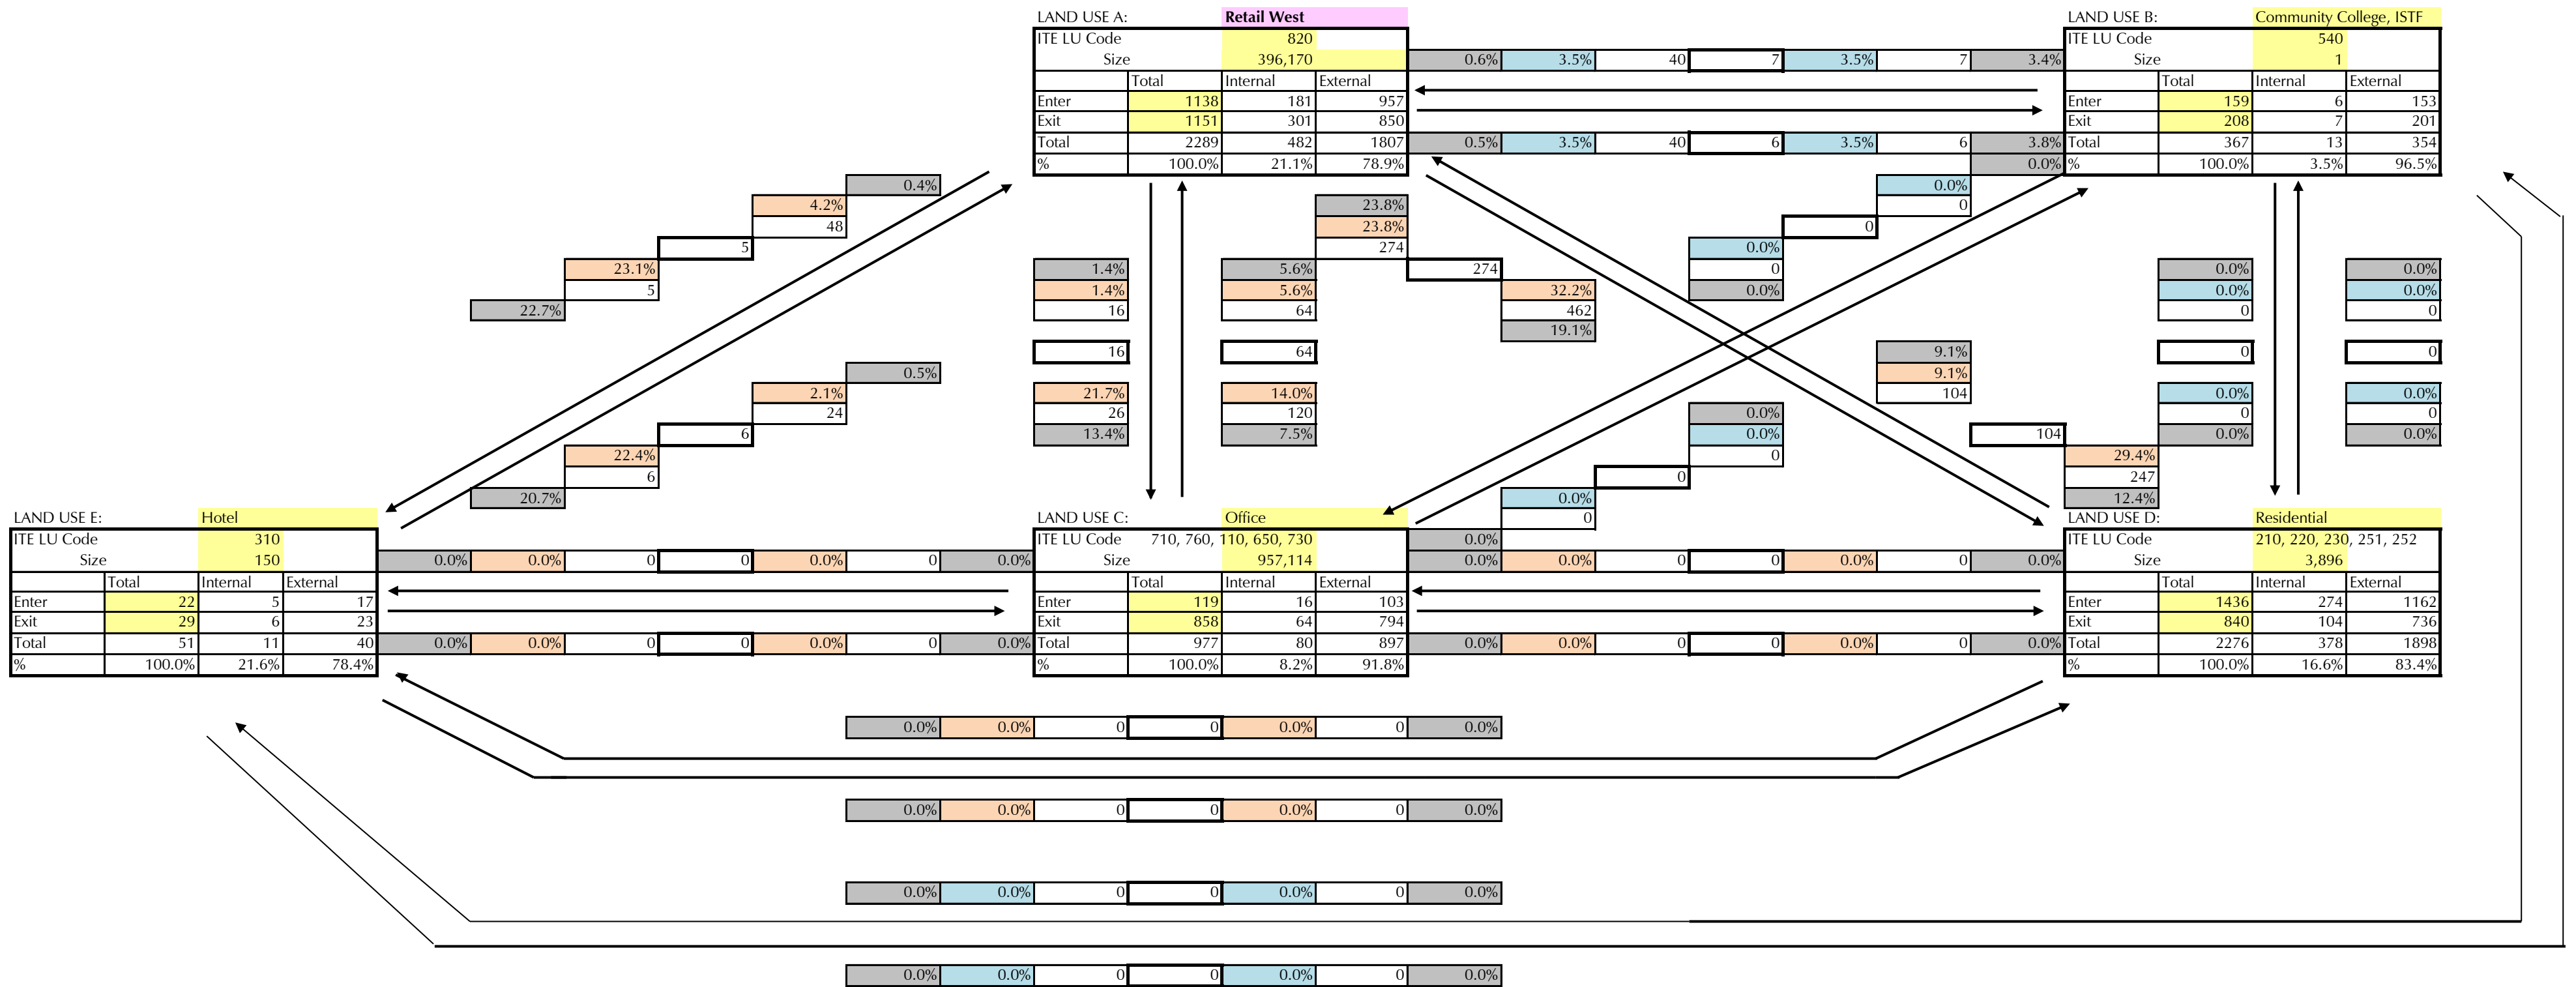 LAND USE A: Retail West LAND USE B: Community College, ISTF
ITE LU Code 820 ITE LU Code 540
Size 396,170 0.6% 3.5% 40 7 3.5% 7 3.4% Size 1
Total Internal External Total Internal External
Enter 1138 181 957 Enter 159 6 153
Exit 1151 301 850 Exit 208 7 201
Total 2289 482 1807 0.5% 3.5% 40 6 3.5% 6 3.8% Total 367 13 354
% 100.0% 21.1% 78.9% 0.0% % 100.0% 3.5% 96.5%
0.4% 0.0%
4.2% 23.8% 0
48 23.8% 0
5 274 0.0%
23.1% 1.4% 5.6% 274 0 0.0% 0.0%
5 1.4% 5.6% 32.2% 0.0% 0.0% 0.0%
22.7% 16 64 462 0 0
19.1%
16 64 9.1% 0 0
0.5% 9.1%
2.1% 21.7% 14.0% 104 0.0% 0.0%
24 26 120 0.0% 0 0
6 13.4% 7.5% 0.0% 104 0.0% 0.0%
22.4% 0 29.4%
6 0 247
20.7% 0.0% 12.4%
LAND USE E: Hotel LAND USE C: Office 0 LAND USE D: Residential
ITE LU Code 310 ITE LU Code 710, 760, 110, 650, 730 0.0% ITE LU Code 210, 220, 230, 251, 252
Size 150 0.0% 0.0% 0 0 0.0% 0 0.0% Size 957,114 0.0% 0.0% 0 0 0.0% 0 0.0% Size 3,896
Total Internal External Total Internal External Total Internal External
Enter 22 5 17 Enter 119 16 103 Enter 1436 274 1162
Exit 29 6 23 Exit 858 64 794 Exit 840 104 736
Total 51 11 40 0.0% 0.0% 0 0 0.0% 0 0.0% Total 977 80 897 0.0% 0.0% 0 0 0.0% 0 0.0% Total 2276 378 1898
% 100.0% 21.6% 78.4% % 100.0% 8.2% 91.8% % 100.0% 16.6% 83.4%
0.0% 0.0% 0 0 0.0% 0 0.0%
0.0% 0.0% 0 0 0.0% 0 0.0%
0.0% 0.0% 0 0 0.0% 0 0.0%
0.0% 0.0% 0 0 0.0% 0 0.0%